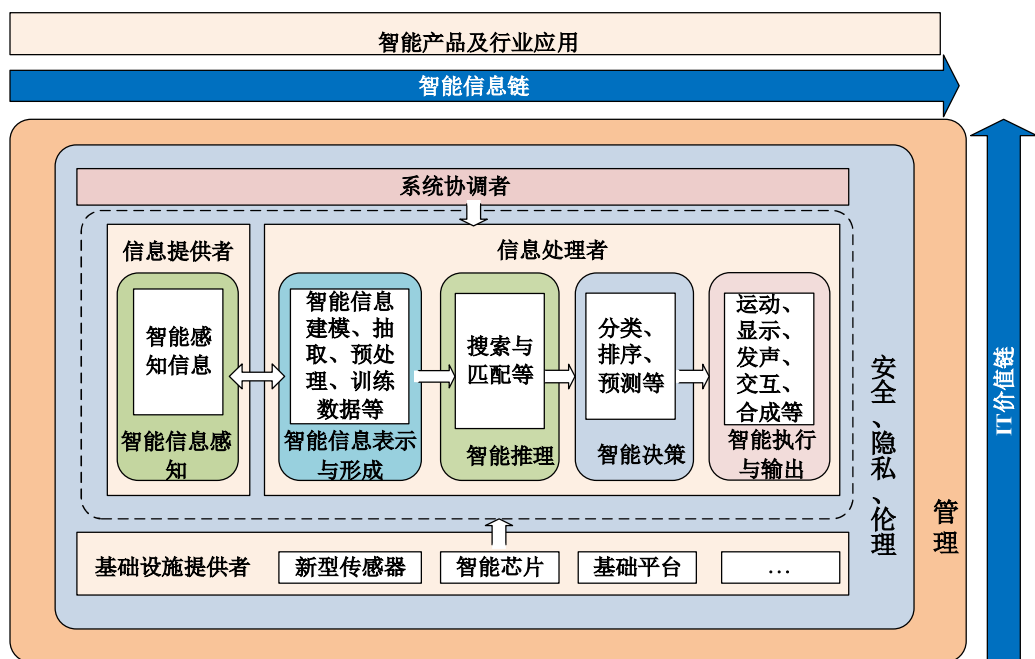 智能产品及行业应用
智能信息链
系统协调者
信息提供者
信息处理者
智能感
知信息
智能信息感
知
智能信息
建模、抽
取、预处
理、训练
数据等
智能信息表示
与形成
搜索与
匹配等
智能推理
分类、
排序、
预测等
智能决策
运动、
显示、
发声、
交互、
合成等
智能执行
与输出
基础设施提供者
新型传感器
智能芯片
基础平台
…
安全、隐私、伦理
管理
IT价值链